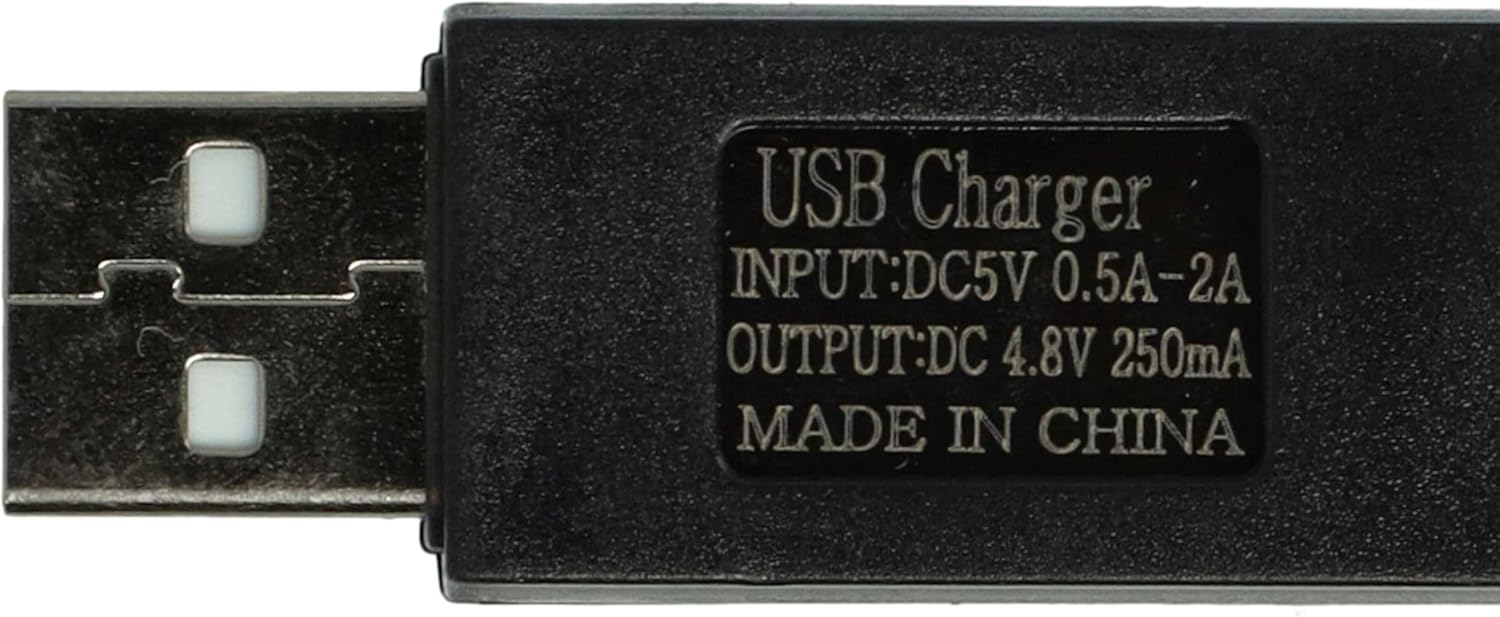 USB Charger
INPUT:DC5V 0.5A-2A
OUTPUT:DC 4.8V 250mA
MADE IN CHINA